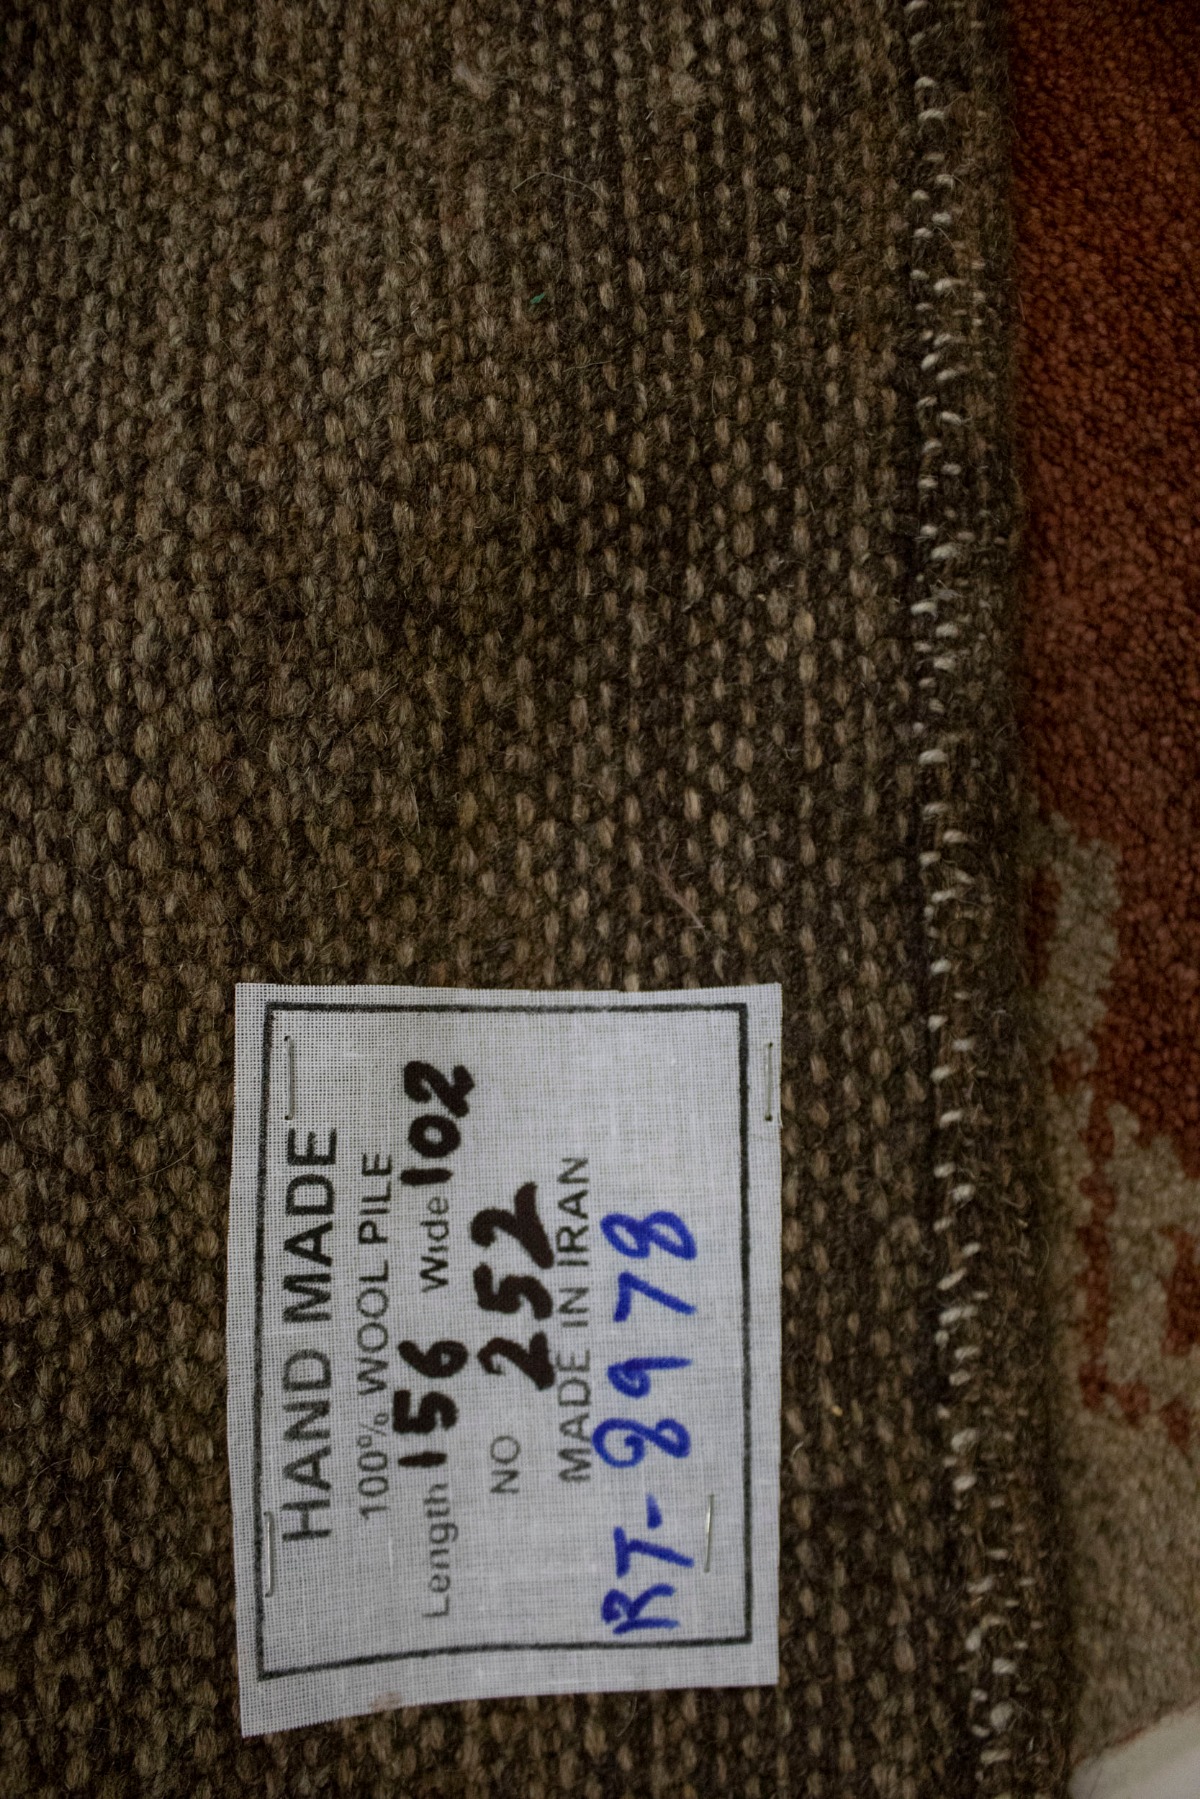 HAND MADE
100% WOOL PILE
Length 156 Wide 102
NO 252
MADE IN IRAN
RT-8978